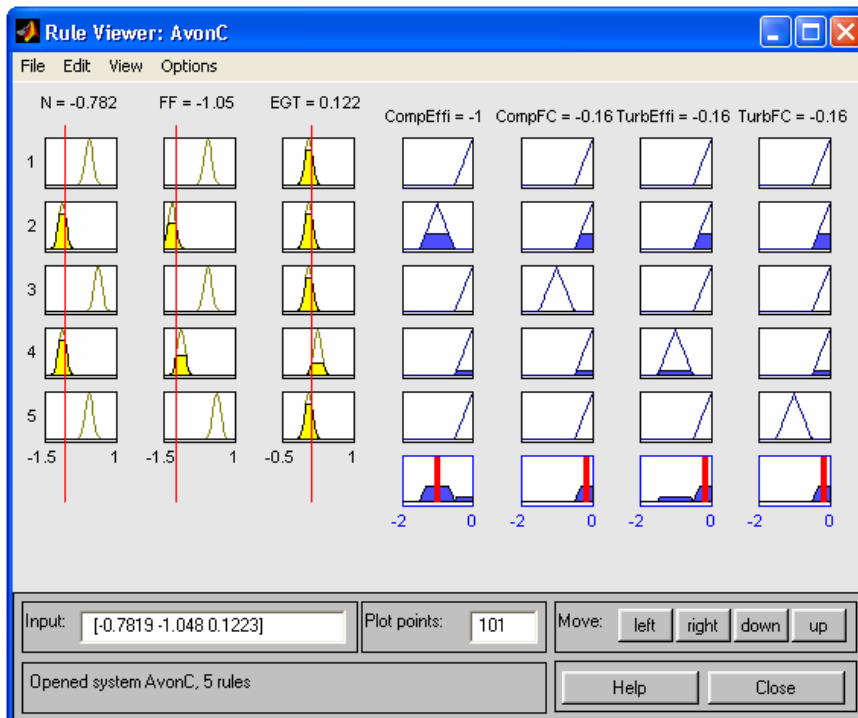 Rule Viewer: AvonC
File Edit View Options
N = -0.782 FF = -1.05 EGT = 0.122
CompEffi = -1 CompFC = -0.16 TurbEffi = -0.16 TurbFC = -0.16
1
2
3
4
5
-1.5 1 -1.5 1 -0.5 1
-2 0 -2 0 -2 0 -2 0
Input: [-0.7819 -1.048 0.1223] Plot points: 101 Move: left right down up
Opened system AvonC, 5 rules Help Close